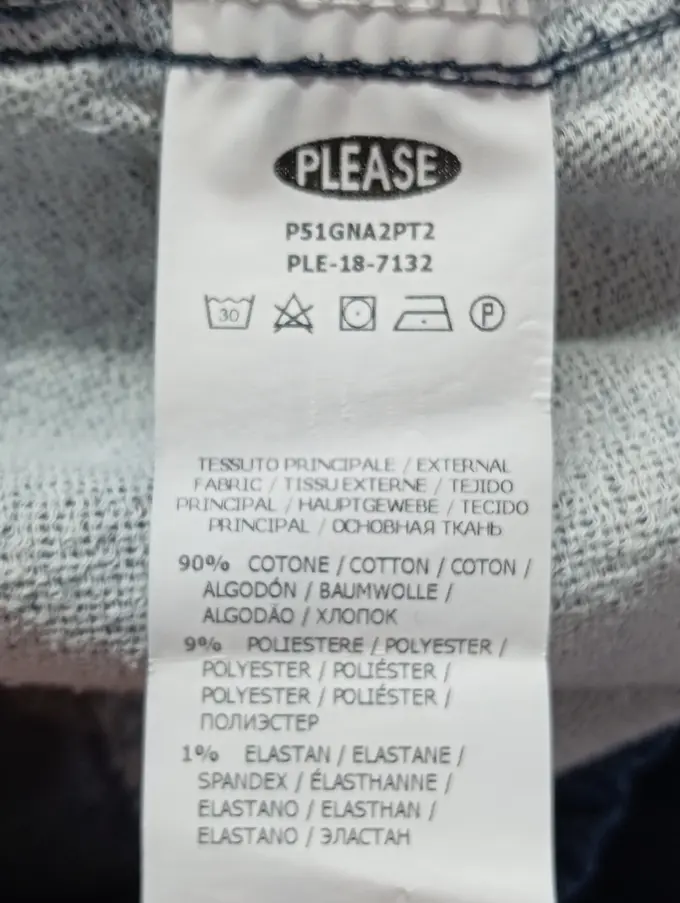 PLEASE
P51GNA2PT2
PLE-18-7132
30
P
TESSUTO PRINCIPALE / EXTERNAL
FABRIC / TISSU EXTERNE / TEJIDO
PRINCIPAL / HAUPTGEWEBE / TECIDO
PRINCIPAL / ОСНОВНАЯ ТКАНЬ
90% COTONE / COTTON / COTON /
ALGODÓN / BAUMWOLLE /
ALGODÃO / ХЛОПОК
9% POLIESTERE / POLYESTER /
POLYESTER / POLIÉSTER /
POLYESTER / POLIÉSTER /
ПОЛИЭСТЕР
1% ELASTAN / ELASTANE /
SPANDEX / ÉLASTHANNE /
ELASTANO / ELASTHAN /
ELASTANO / ЭЛАСТАН